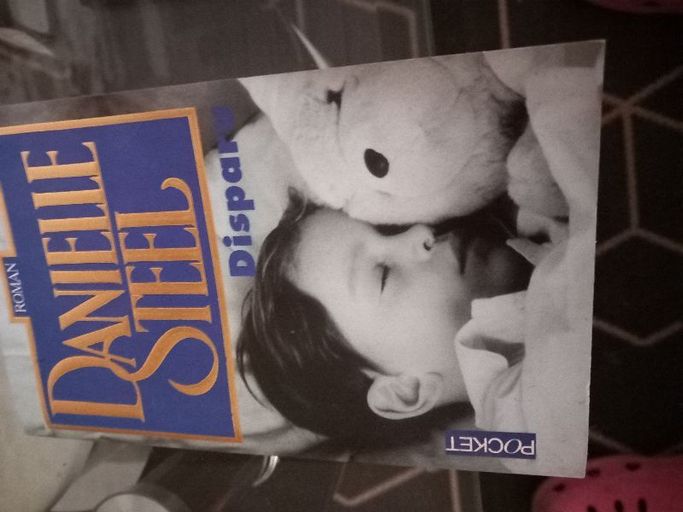 ROMAN
DANIELLE
STEEL
Disparu
POCKET